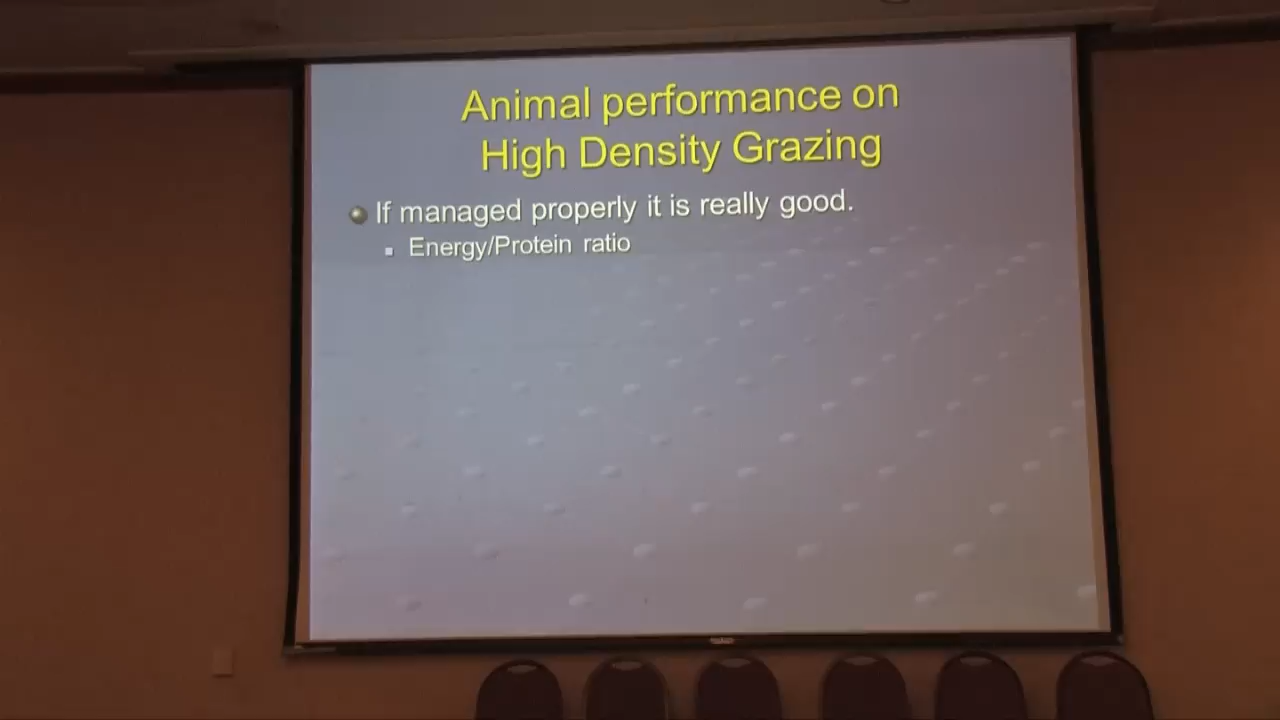 Animal performance on
High Density Grazing
If managed properly it is really good.
Energy/Protein ratio